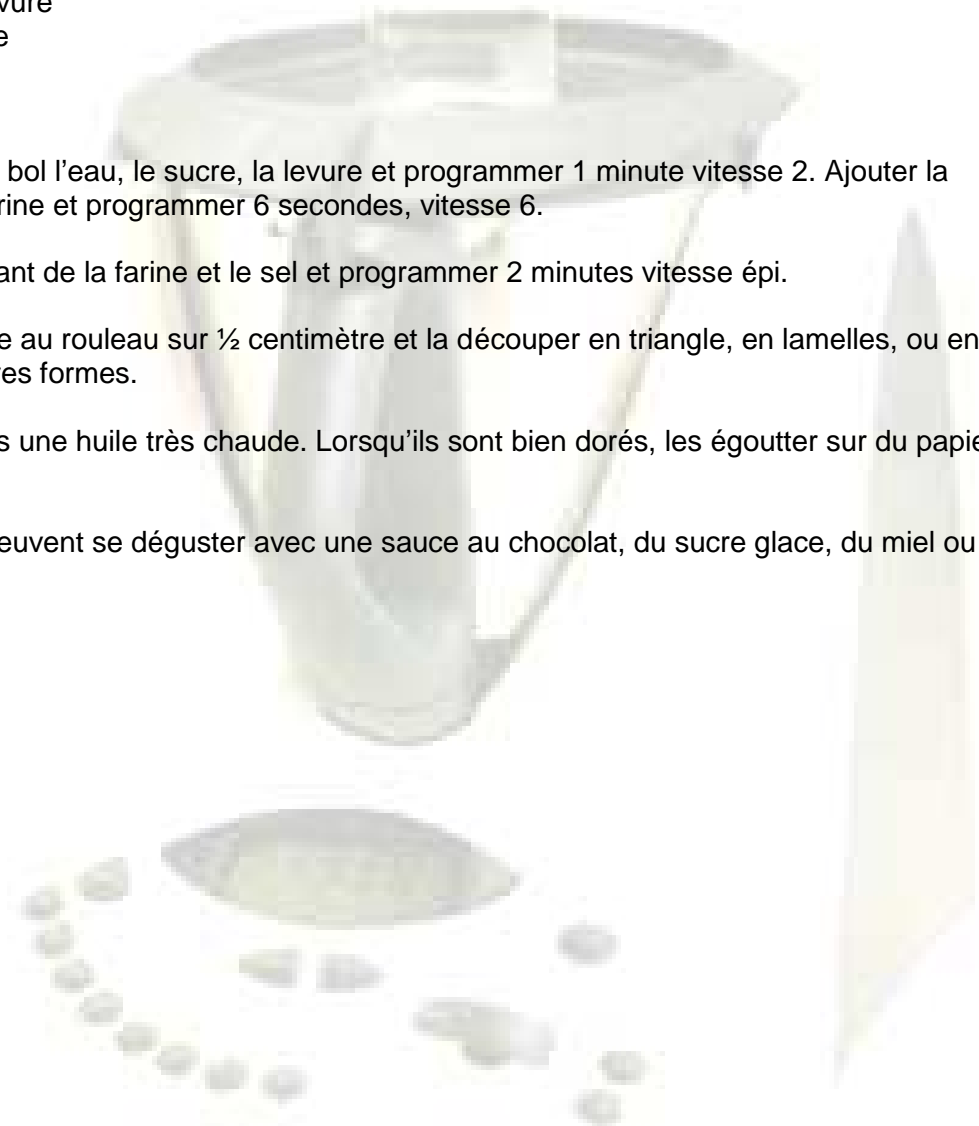 vure
e
bol l’eau, le sucre, la levure et programmer 1 minute vitesse 2. Ajouter la
rine et programmer 6 secondes, vitesse 6.
ant de la farine et le sel et programmer 2 minutes vitesse épi.
e au rouleau sur ½ centimètre et la découper en triangle, en lamelles, ou en
res formes.
s une huile très chaude. Lorsqu’ils sont bien dorés, les égoutter sur du papie
euvent se déguster avec une sauce au chocolat, du sucre glace, du miel ou